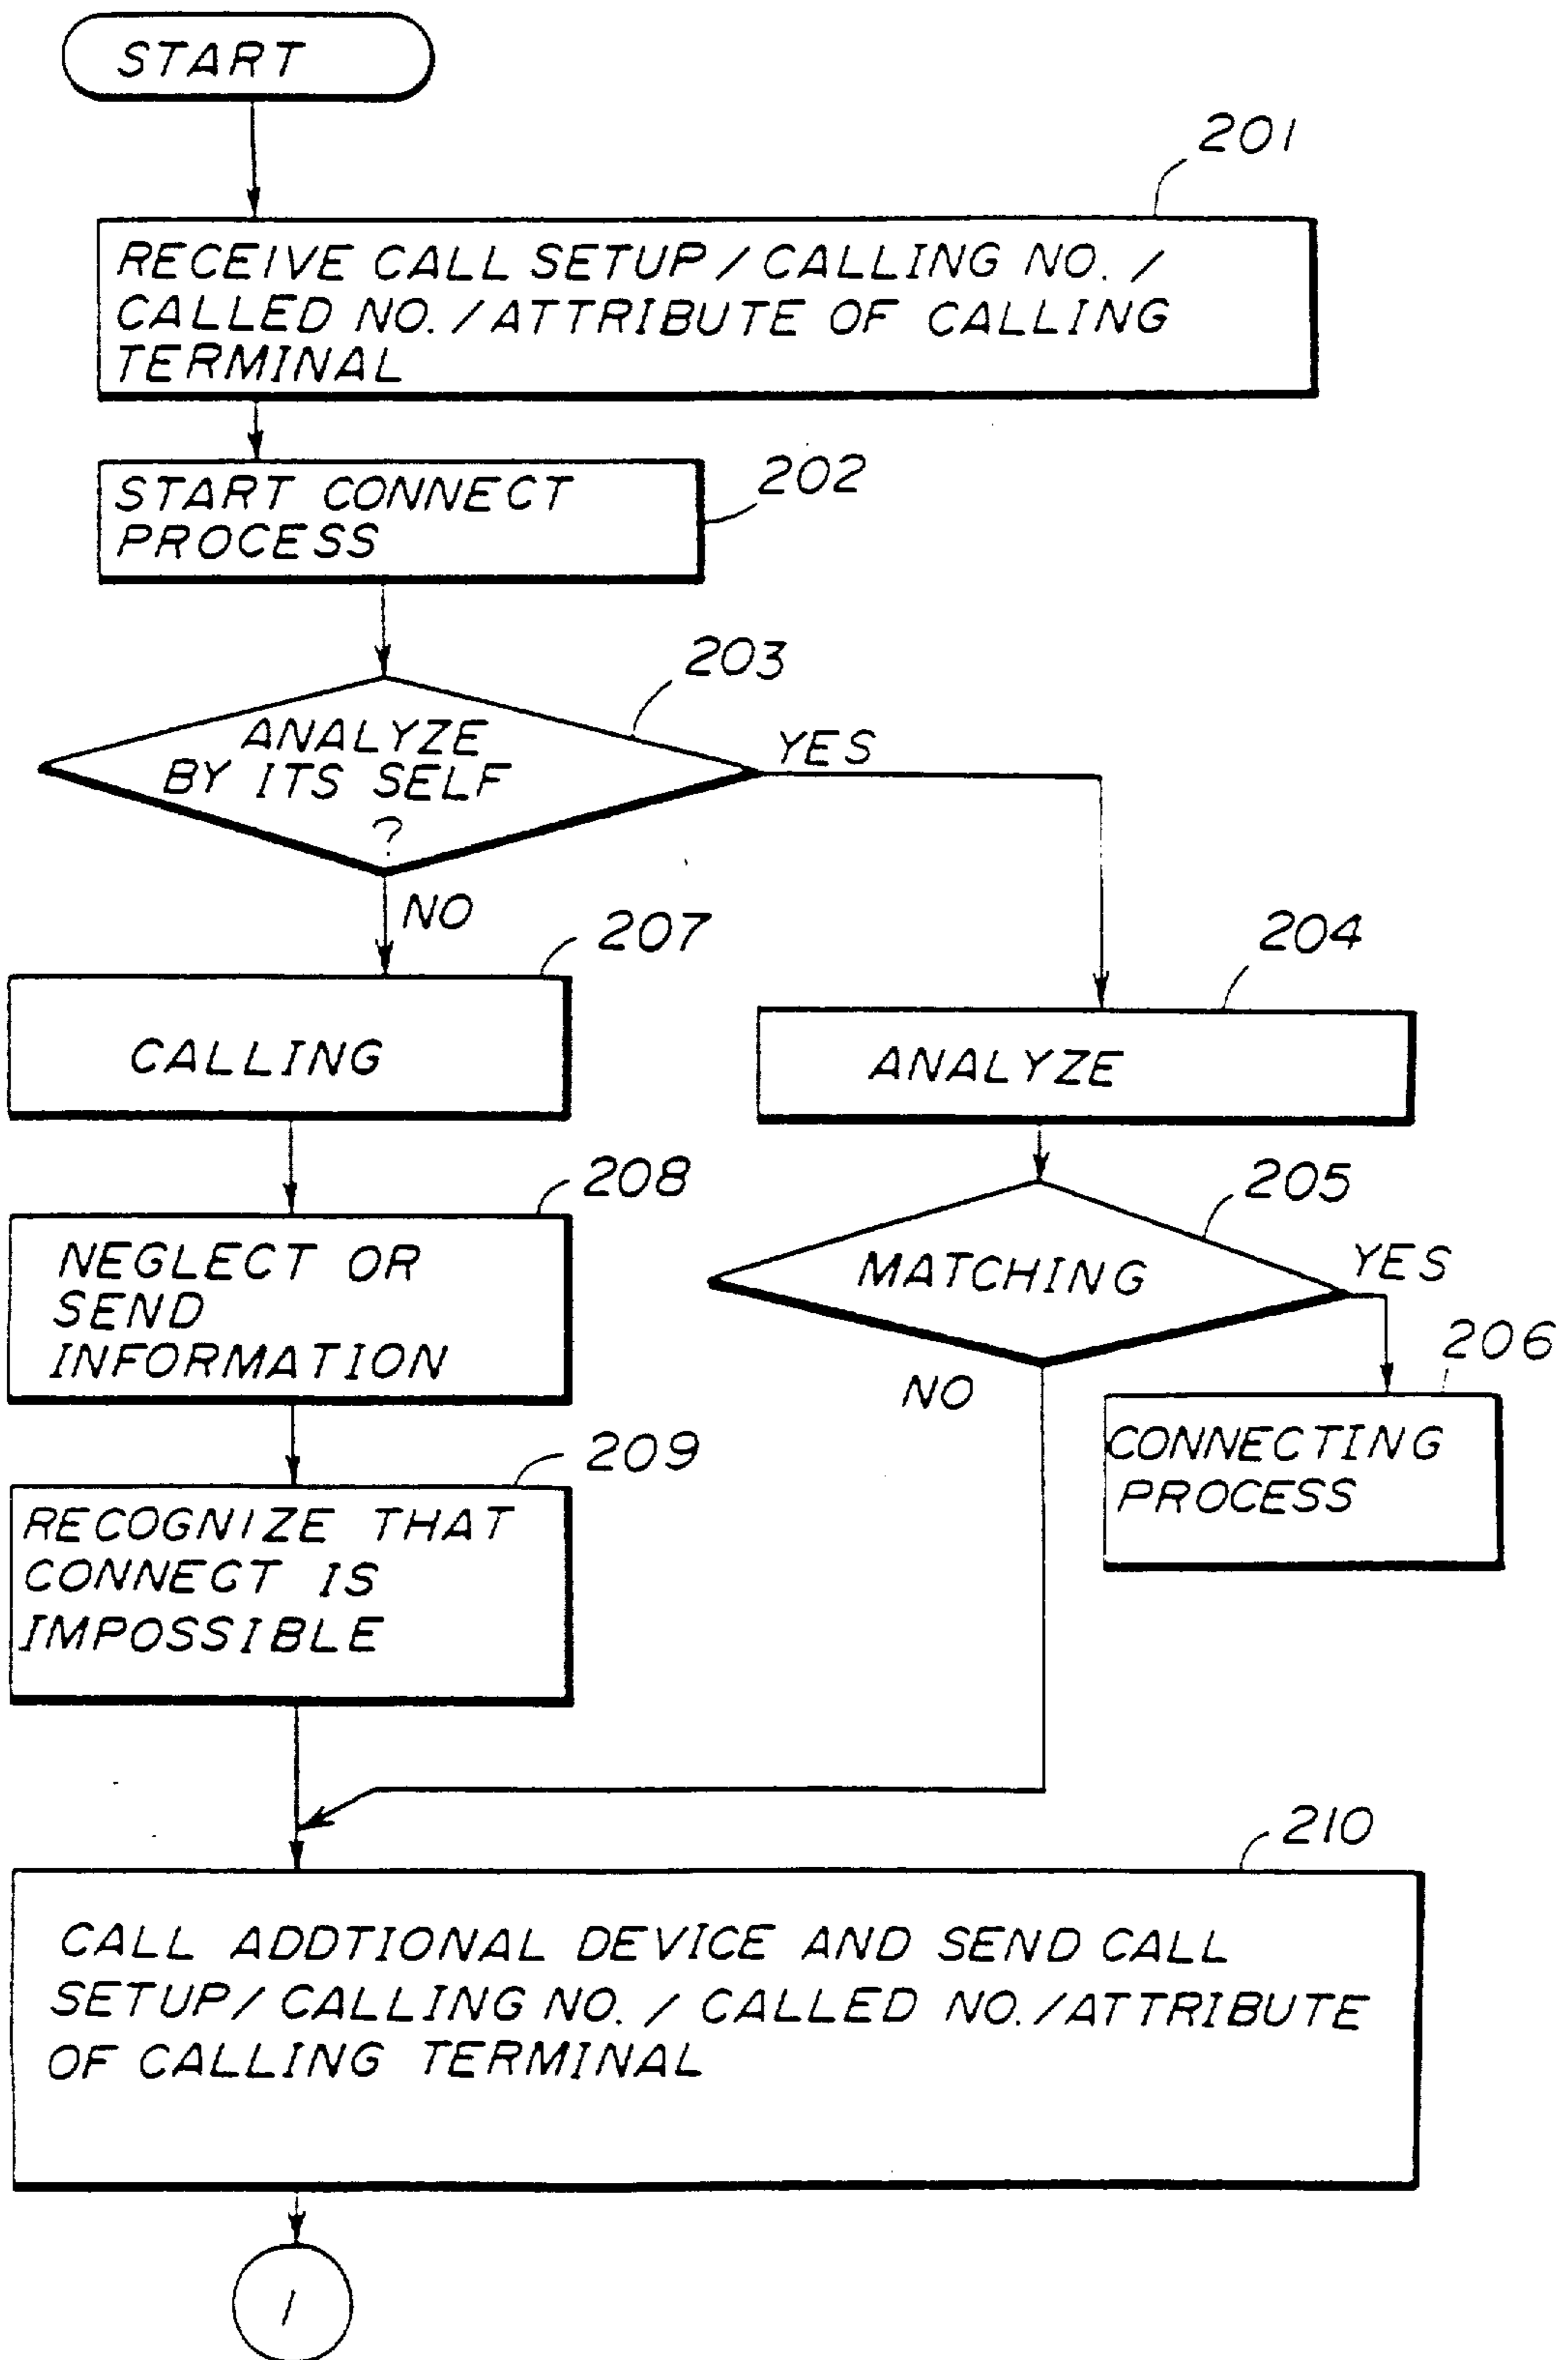 START
201
RECEIVE CALL SETUP / CALLING NO. /
CALLED NO. / ATTRIBUTE OF CALLING
TERMINAL
202
START CONNECT
PROCESS
203
ANALYZE
BY ITS SELF
?
YES
NO
207
CALLING
204
ANALYZE
208
NEGLECT OR
SEND
INFORMATION
205
MATCHING
YES
NO
206
CONNECTING
PROCESS
209
RECOGNIZE THAT
CONNECT IS
IMPOSSIBLE
210
CALL ADDTIONAL DEVICE AND SEND CALL
SETUP / CALLING NO. / CALLED NO. / ATTRIBUTE
OF CALLING TERMINAL
1